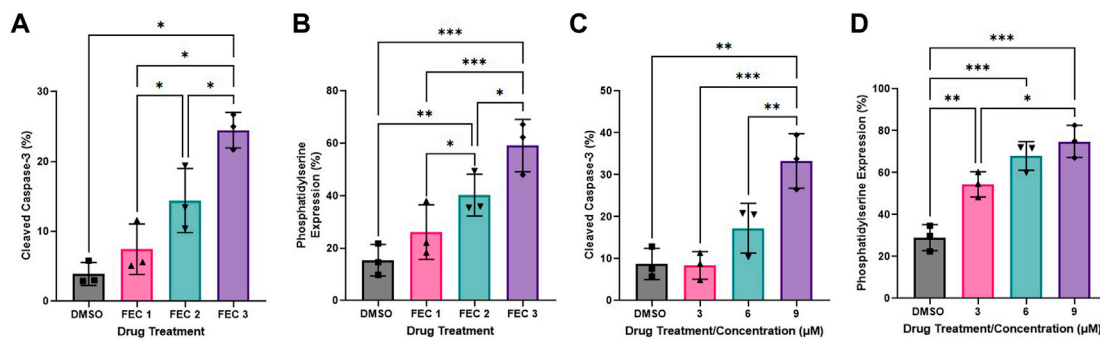 A
*
*
*
*
Cleaved Caspase-3 (%)
30
20
10
0
DMSO
FEC 1
FEC 2
FEC 3
Drug Treatment
B
***
***
*
**
*
Phosphatidylserine
Expression (%)
80
60
40
20
0
DMSO
FEC 1
FEC 2
FEC 3
Drug Treatment
C
**
***
**
Cleaved Caspase-3 (%)
50
40
30
20
10
0
DMSO
3
6
9
Drug Treatment/Concentration (µM)
D
***
***
**
*
Phosphatidylserine Expression (%)
100
80
60
40
20
0
DMSO
3
6
9
Drug Treatment/Concentration (µM)